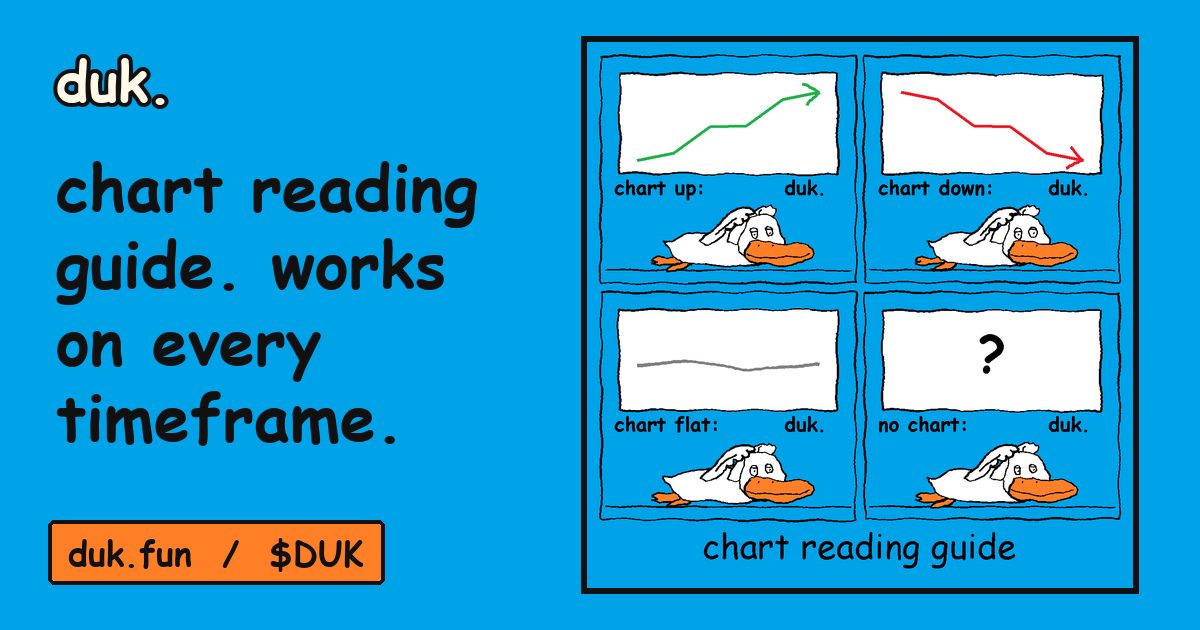 duk.
chart reading
guide. works
on every
timeframe.
duk.fun / $DUK
chart up: duk.
chart down: duk.
chart flat: duk.
?
no chart: duk.
chart reading guide